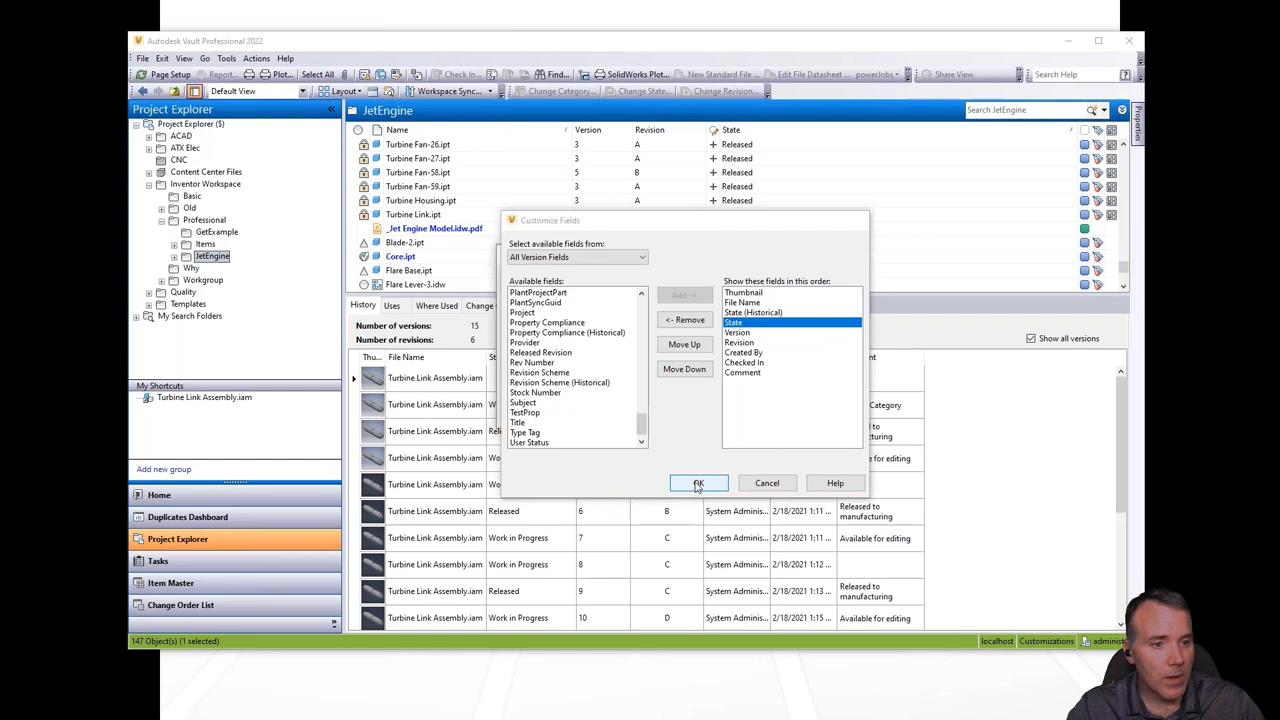 Autodesk Vault Professional 2022
File Exit View Go Tools Actions Help
Page Setup Report... Plot... Select All Check In... Find... SolidWorks Plot... New Standard File... Edit File Datasheet... powerJobs Share View Search Help
Default View Layout Workspace Sync... Change Category... Change State... Change Revision...
Project Explorer
Project Explorer ($)
ACAD
ATX Elec
CNC
Content Center Files
Inventor Workspace
Basic
Old
Professional
GetExample
Items
JetEngine
Why
Workgroup
Quality
Templates
My Search Folders
My Shortcuts
Turbine Link Assembly.iam
Add new group
Home
Duplicates Dashboard
Project Explorer
Tasks
Item Master
Change Order List
JetEngine Search JetEngine
Properties
Name Version Revision State
Turbine Fan-26.ipt 3 A Released
Turbine Fan-27.ipt 3 A Released
Turbine Fan-58.ipt 5 B Released
Turbine Fan-59.ipt 3 A Released
Turbine Housing.ipt 3 A Released
Turbine Link.ipt
_Jet Engine Model.idw.pdf
Blade-2.ipt
Core.ipt
Flare Base.ipt
Flare Lever-3.ipt
History Uses Where Used Change
Number of versions: 15
Number of revisions: 6
Show all versions
Thu... File Name
Turbine Link Assembly.iam
Turbine Link Assembly.iam Category
Turbine Link Assembly.iam
Turbine Link Assembly.iam for editing
Turbine Link Assembly.iam
Turbine Link Assembly.iam Released 6 B System Adminis... 2/18/2021 1:11 ... Released to
manufacturing
Turbine Link Assembly.iam Work in Progress 7 C System Adminis... 2/18/2021 1:11 ... Available for editing
Turbine Link Assembly.iam Work in Progress 8 C System Adminis... 2/18/2021 1:12 ...
Turbine Link Assembly.iam Released 9 C System Adminis... 2/18/2021 1:13 ... Released to
manufacturing
Turbine Link Assembly.iam Work in Progress 10 D System Adminis... 2/18/2021 1:15 ... Available for editing
Customize Fields
Select available fields from:
All Version Fields
Available fields:
PlantProjectPart
PlantSyncGuid
Project
Property Compliance
Property Compliance (Historical)
Provider
Released Revision
Rev Number
Revision Scheme
Revision Scheme (Historical)
Stock Number
Subject
TestProp
Title
Type Tag
User Status
Add ->
<- Remove
Move Up
Move Down
Show these fields in this order:
Thumbnail
File Name
State (Historical)
State
Version
Revision
Created By
Checked In
Comment
OK Cancel Help
147 Object(s) (1 selected) localhost Customizations